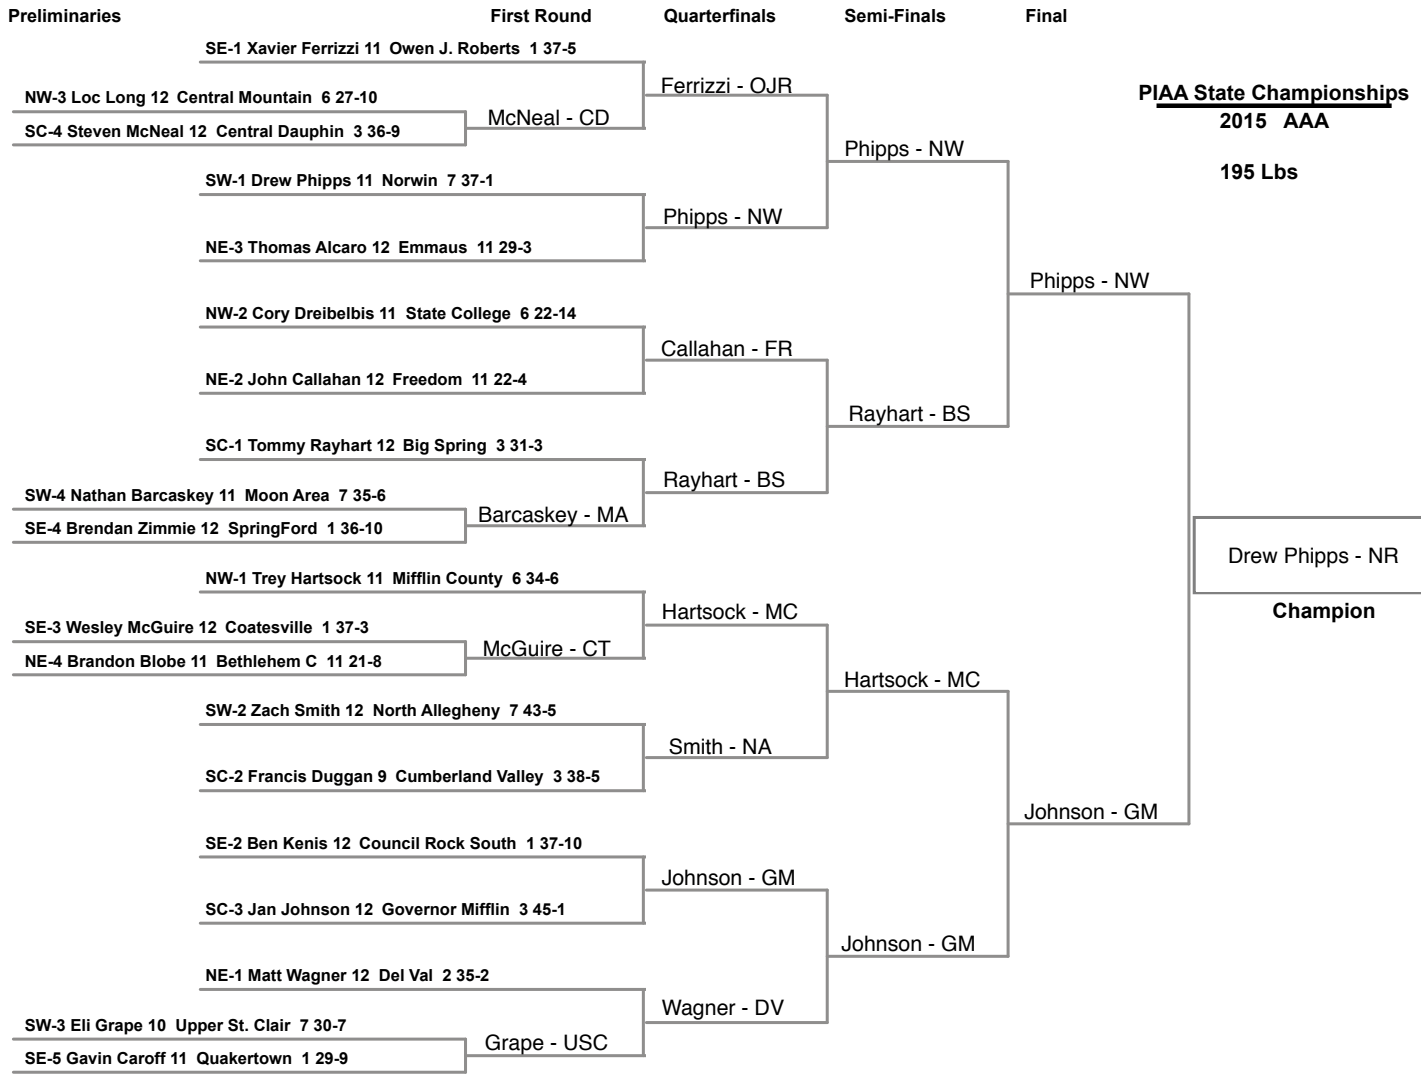 Preliminaries First Round Quarterfinals Semi-Finals Final
PIAA State Championships
2015 AAA
195 Lbs
SE-1 Xavier Ferrizzi 11 Owen J. Roberts 1 37-5
Ferrizzi - OJR
NW-3 Loc Long 12 Central Mountain 6 27-10
McNeal - CD
SC-4 Steven McNeal 12 Central Dauphin 3 36-9
Phipps - NW
SW-1 Drew Phipps 11 Norwin 7 37-1
Phipps - NW
NE-3 Thomas Alcaro 12 Emmaus 11 29-3
Phipps - NW
NW-2 Cory Dreibelbis 11 State College 6 22-14
Callahan - FR
NE-2 John Callahan 12 Freedom 11 22-4
Rayhart - BS
SC-1 Tommy Rayhart 12 Big Spring 3 31-3
Rayhart - BS
SW-4 Nathan Barcaskey 11 Moon Area 7 35-6
Barcaskey - MA
SE-4 Brendan Zimmie 12 SpringFord 1 36-10
Drew Phipps - NR
Champion
NW-1 Trey Hartsock 11 Mifflin County 6 34-6
Hartsock - MC
SE-3 Wesley McGuire 12 Coatesville 1 37-3
McGuire - CT
NE-4 Brandon Blobe 11 Bethlehem C 11 21-8
Hartsock - MC
SW-2 Zach Smith 12 North Allegheny 7 43-5
Smith - NA
SC-2 Francis Duggan 9 Cumberland Valley 3 38-5
Johnson - GM
SE-2 Ben Kenis 12 Council Rock South 1 37-10
Johnson - GM
SC-3 Jan Johnson 12 Governor Mifflin 3 45-1
Johnson - GM
NE-1 Matt Wagner 12 Del Val 2 35-2
Wagner - DV
SW-3 Eli Grape 10 Upper St. Clair 7 30-7
Grape - USC
SE-5 Gavin Caroff 11 Quakertown 1 29-9